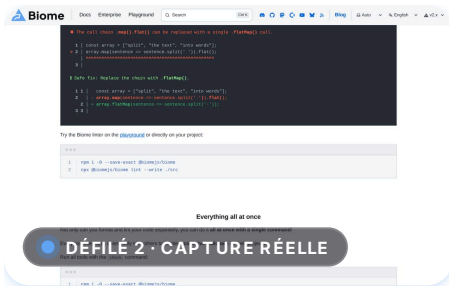 Biome
Docs Enterprise Playground Search Ctrl K Blog Auto English v2.x
The call chain .map().flat() can be replaced with a single .flatMap() call.
1 | const array = ["split", "the text", "into words"];
> 2 | array.map(sentence => sentence.split(' ')).flat();
| ^^^^^^^^^^^^^^^^^^^^^^^^^^^^^^^^^^^^^^^^^^^^^^^^^
3 |
Safe fix: Replace the chain with .flatMap().
1 1 | const array = ["split", "the text", "into words"];
2 | - array.map(sentence => sentence.split(' ')).flat();
2 | + array.flatMap(sentence => sentence.split(' '));
3 3 |
Try the Biome linter on the playground or directly on your project:
1 npm i -D --save-exact @biomejs/biome
2 npx @biomejs/biome lint --write ./src
Everything all at once
DÉFILÉ 2 : CAPTURE RÉELLE
1 npm i -D --save-exact @biomejs/biome